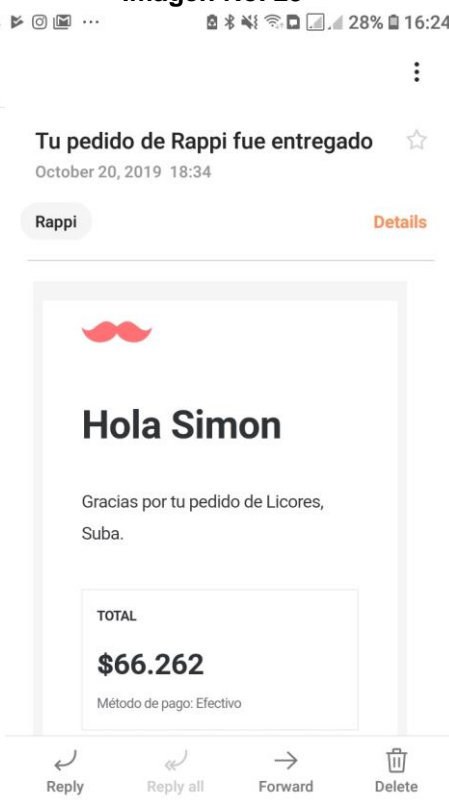 28% 16:24
Tu pedido de Rappi fue entregado
October 20, 2019 18:34
Rappi
Details
Hola Simon
Gracias por tu pedido de Licores,
Suba.
TOTAL
$66.262
Método de pago: Efectivo
Reply
Reply all
Forward
Delete